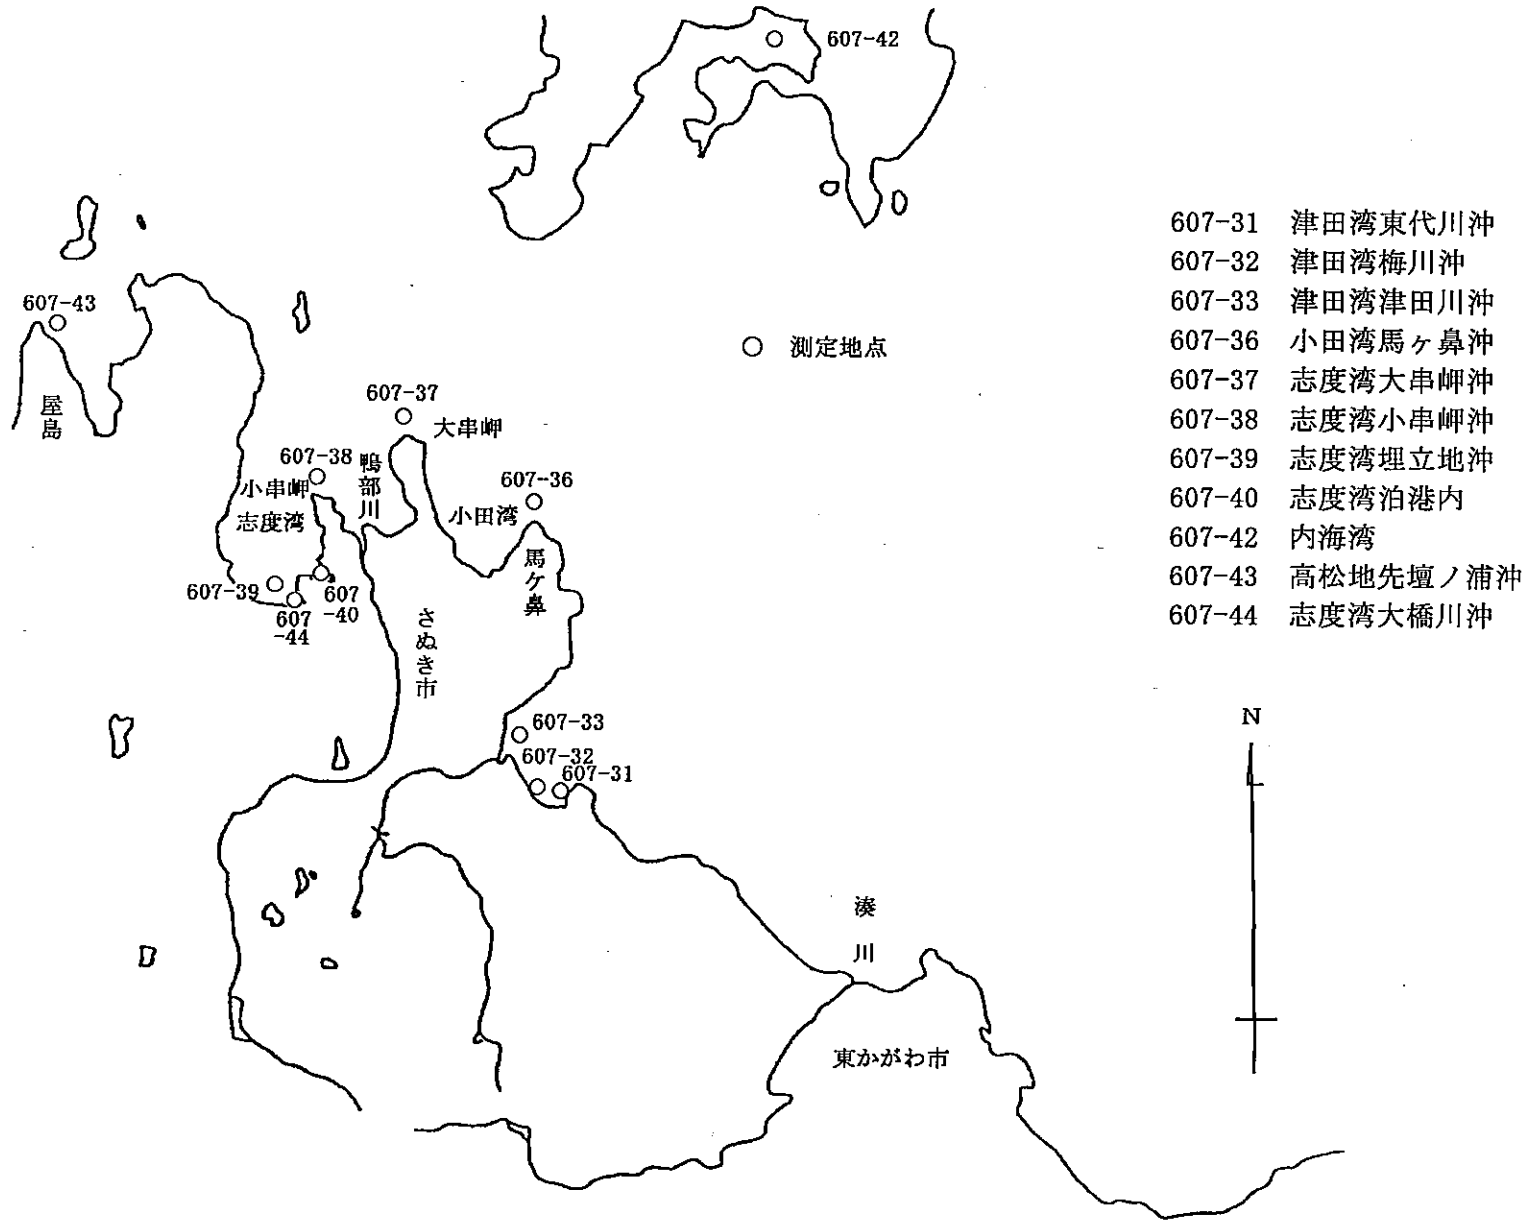 607-42
607-43
屋島
測定地点
607-37
大串岬
607-38
鴨部川
小串岬
志度湾
607-36
小田湾
馬ケ鼻
607-39
607
-40
607
-44
さぬき市
607-33
607-32
607-31
湊川
東かがわ市
607-31 津田湾東代川沖
607-32 津田湾梅川沖
607-33 津田湾津田川沖
607-36 小田湾馬ヶ鼻沖
607-37 志度湾大串岬沖
607-38 志度湾小串岬沖
607-39 志度湾埋立地沖
607-40 志度湾泊港内
607-42 内海湾
607-43 高松地先壇ノ浦沖
607-44 志度湾大橋川沖
N